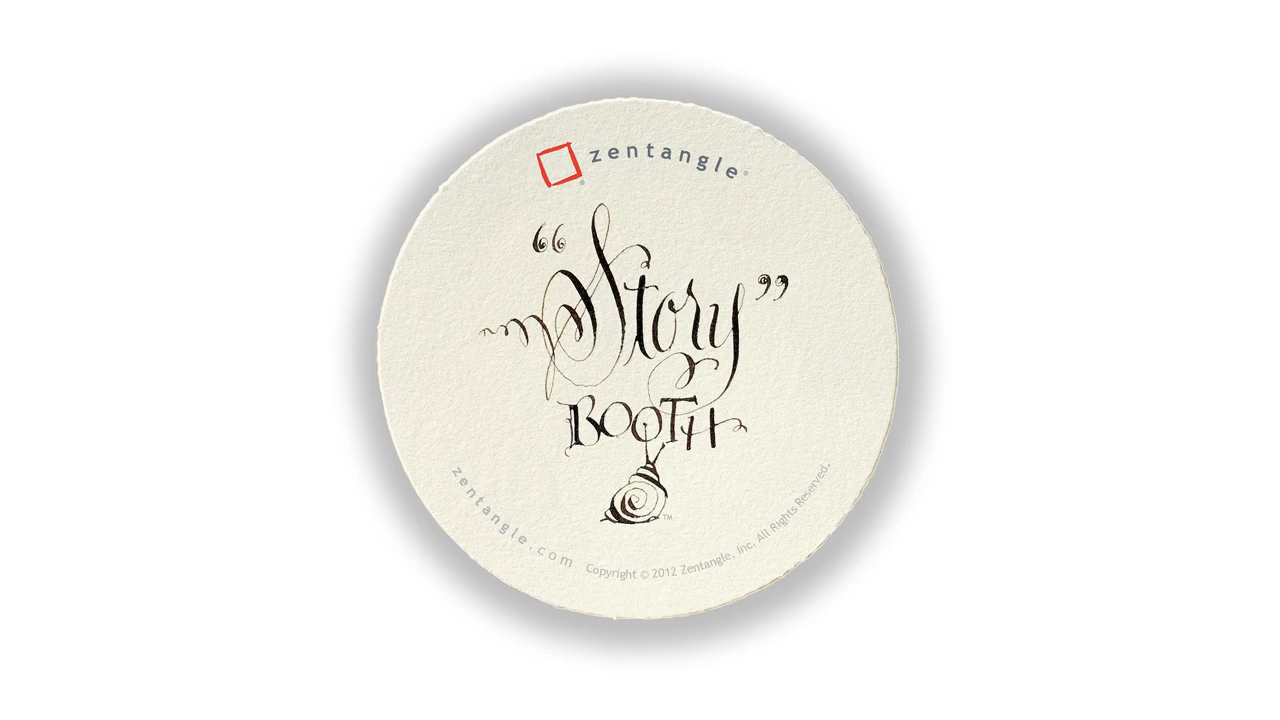 zentangle®
®
“Story”
BOOTH
™
zentangle.com
Copyright © 2012 Zentangle, Inc. All Rights Reserved.